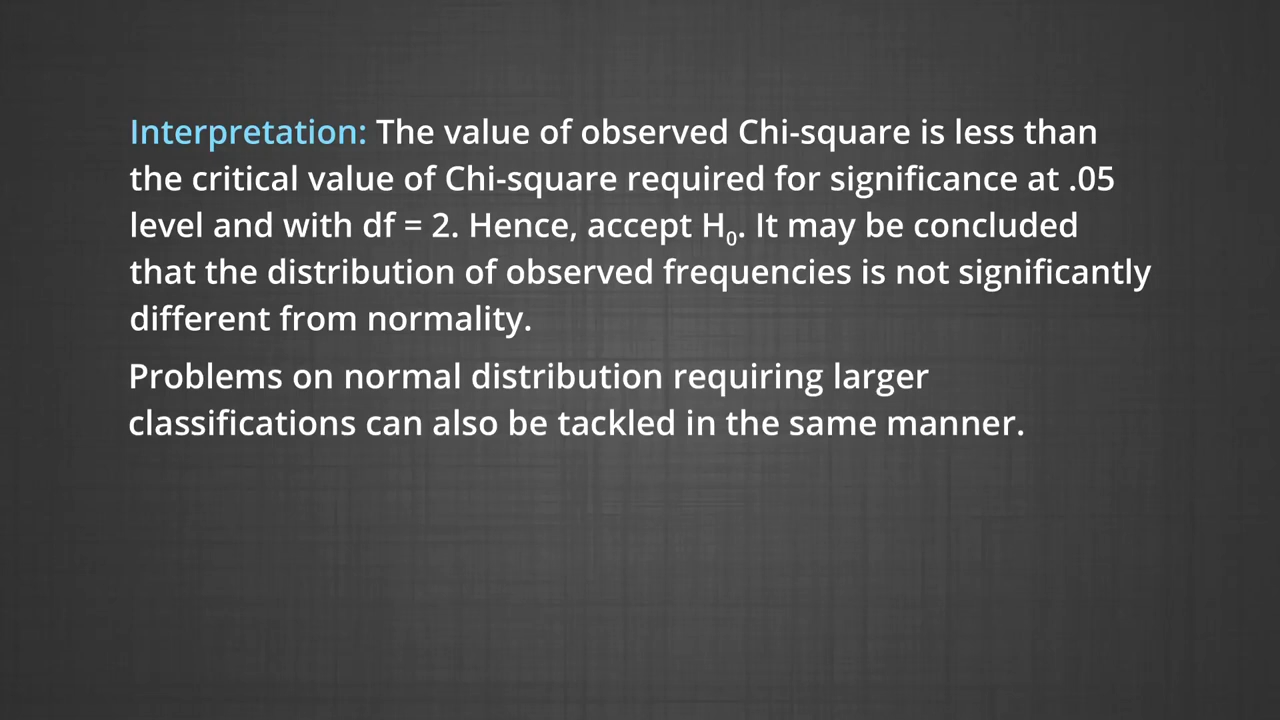 Interpretation: The value of observed Chi-square is less than
the critical value of Chi-square required for significance at .05
level and with df = 2. Hence, accept H₀. It may be concluded
that the distribution of observed frequencies is not significantly
different from normality.
Problems on normal distribution requiring larger
classifications can also be tackled in the same manner.